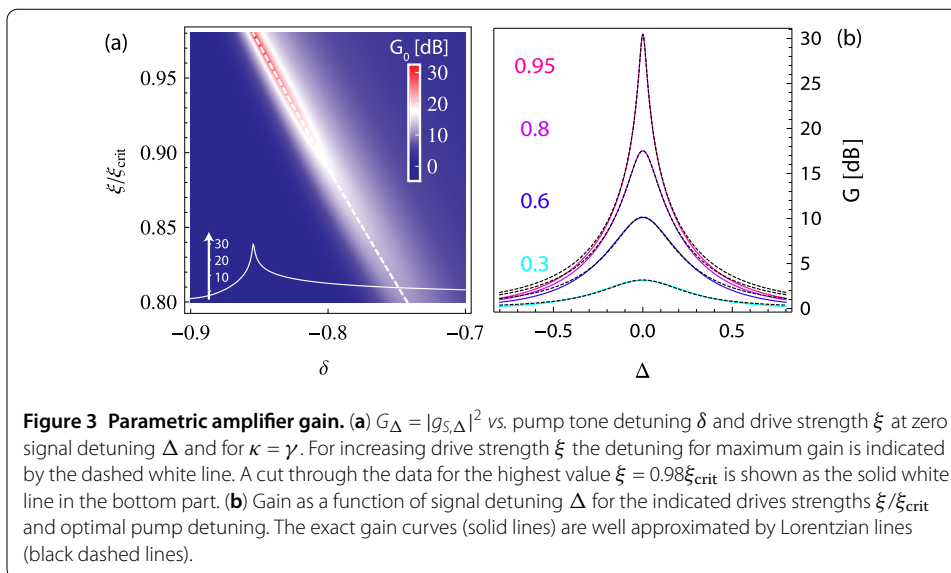 (a)
G₀ [dB]
30
20
10
0
0.95
0.90
0.85
0.80
ξ/ξcrit
30
20
10
−0.9
−0.8
−0.7
δ
(b)
0.95
0.8
0.6
0.3
30
25
20
15
10
5
0
G [dB]
−0.5
0.0
0.5
Δ
Figure 3 Parametric amplifier gain. (a) GΔ = |gS,Δ|² vs. pump tone detuning δ and drive strength ξ at zero
signal detuning Δ and for κ = γ. For increasing drive strength ξ the detuning for maximum gain is indicated
by the dashed white line. A cut through the data for the highest value ξ = 0.98ξcrit is shown as the solid white
line in the bottom part. (b) Gain as a function of signal detuning Δ for the indicated drives strengths ξ/ξcrit
and optimal pump detuning. The exact gain curves (solid lines) are well approximated by Lorentzian lines
(black dashed lines).